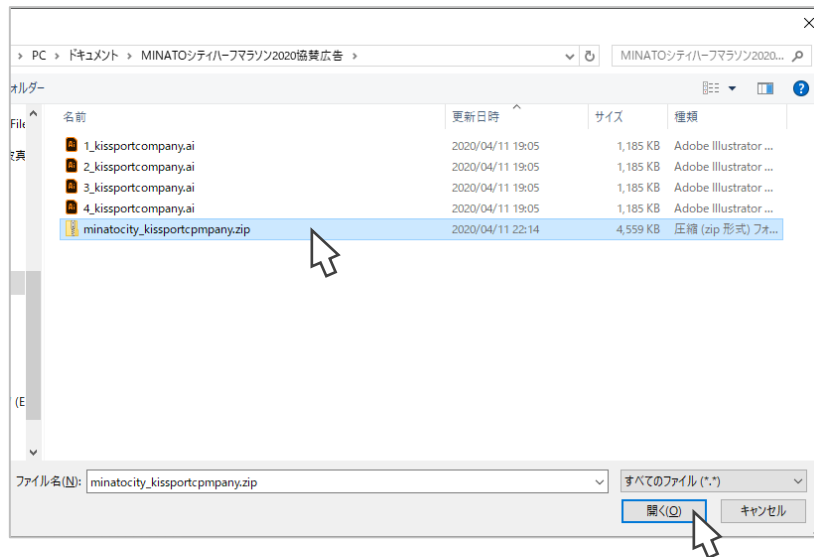 › PC › ドキュメント › MINATOシティハーフマラソン2020協賛広告 ›
MINATOシティハーフマラソン2020...
ォルダー
名前 更新日時 サイズ 種類
File
1_kissportcompany.ai 2020/04/11 19:05 1,185 KB Adobe Illustrator ...
2_kissportcompany.ai 2020/04/11 19:05 1,185 KB Adobe Illustrator ...
3_kissportcompany.ai 2020/04/11 19:05 1,185 KB Adobe Illustrator ...
4_kissportcompany.ai 2020/04/11 19:05 1,185 KB Adobe Illustrator ...
minatocity_kissportcpmpany.zip 2020/04/11 22:14 4,559 KB 圧縮 (zip 形式) フォ...
(E
ファイル名(N): minatocity_kissportcpmpany.zip すべてのファイル (*.*)
開く(O) キャンセル